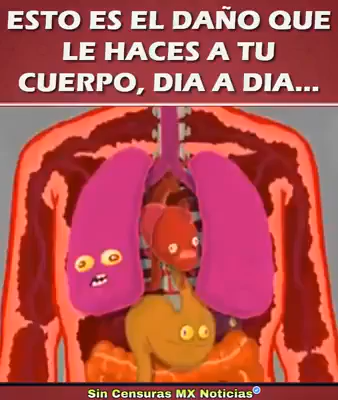 ESTO ES EL DAÑO QUE
LE HACES A TU
CUERPO, DIA A DIA...
Sin Censuras MX Noticias